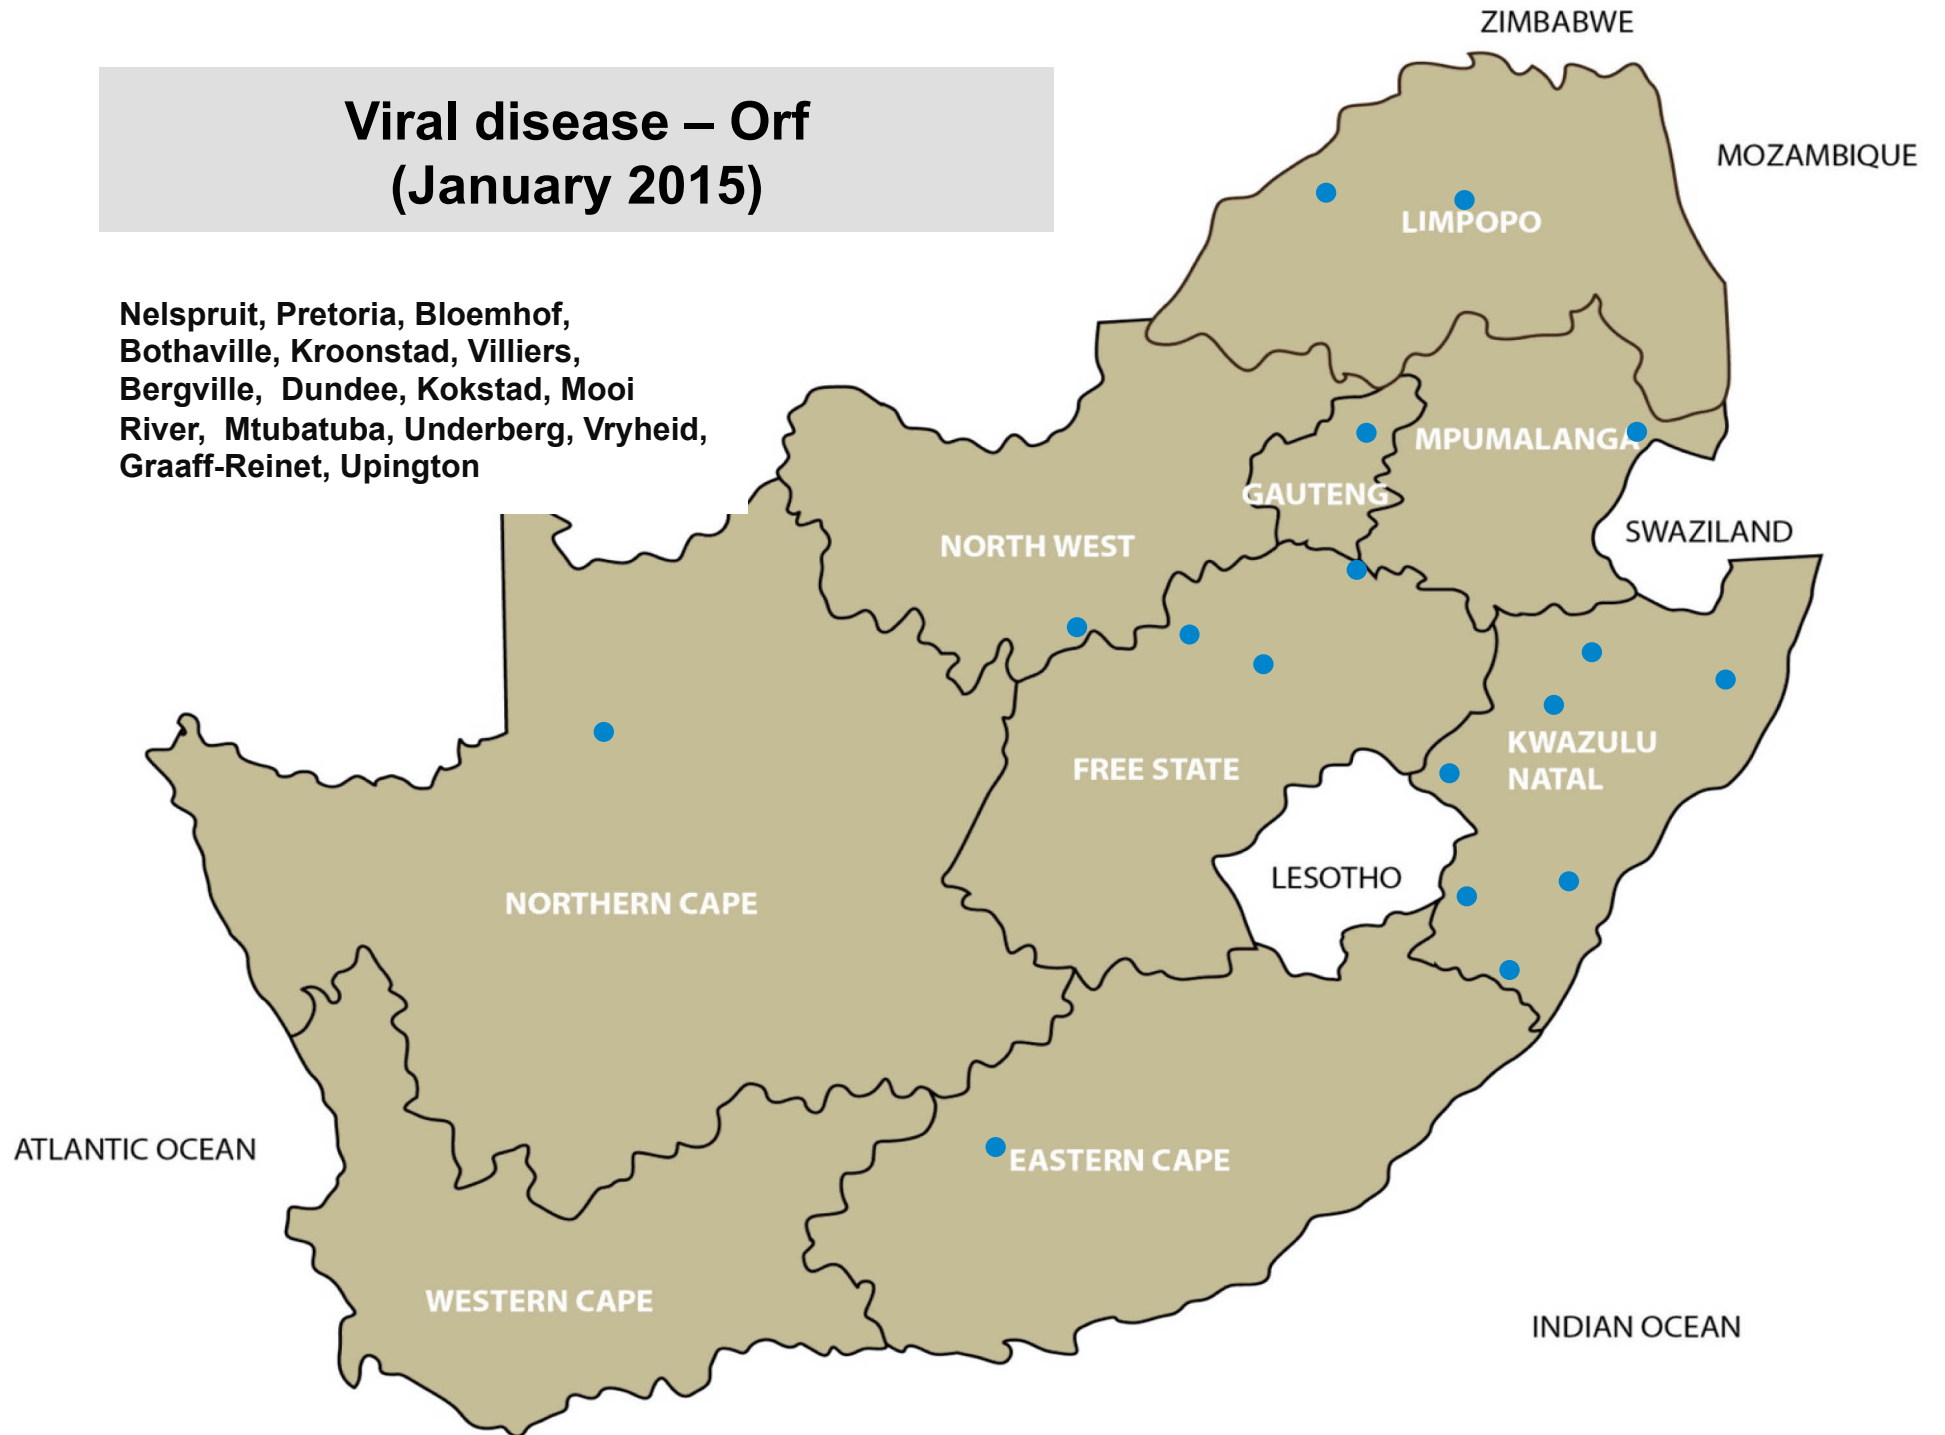 ZIMBABWE
Viral disease – Orf
(January 2015)
MOZAMBIQUE
LIMPOPO
Nelspruit, Pretoria, Bloemhof,
Bothaville, Kroonstad, Villiers,
Bergville, Dundee, Kokstad, Mooi
River, Mtubatuba, Underberg, Vryheid,
Graaff-Reinet, Upington
MPUMALANGA
GAUTENG
SWAZILAND
NORTH WEST
KWAZULU
NATAL
FREE STATE
LESOTHO
NORTHERN CAPE
ATLANTIC OCEAN
EASTERN CAPE
WESTERN CAPE
INDIAN OCEAN